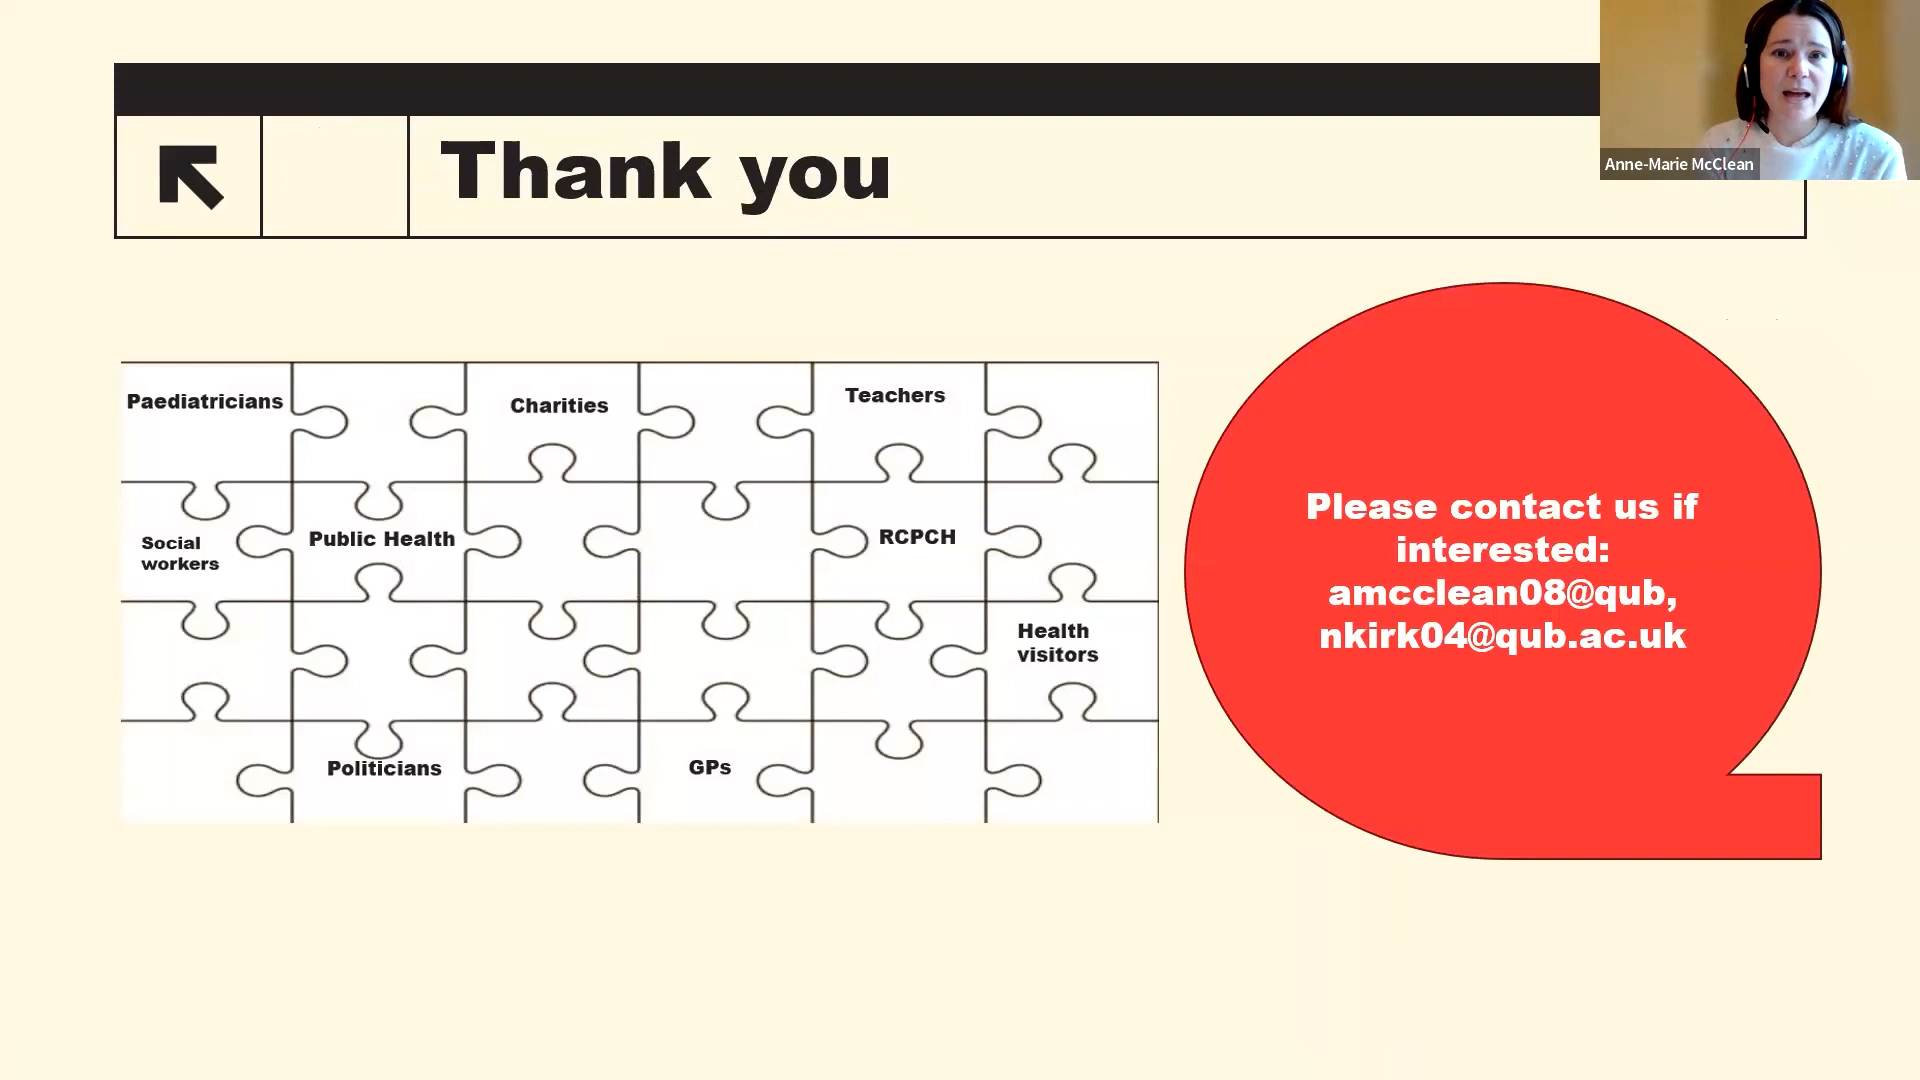 Thank you
Anne-Marie McClean
Paediatricians
Charities
Teachers
Social
workers
Public Health
RCPCH
Health
visitors
Politicians
GPs
Please contact us if
interested:
amcclean08@qub,
nkirk04@qub.ac.uk